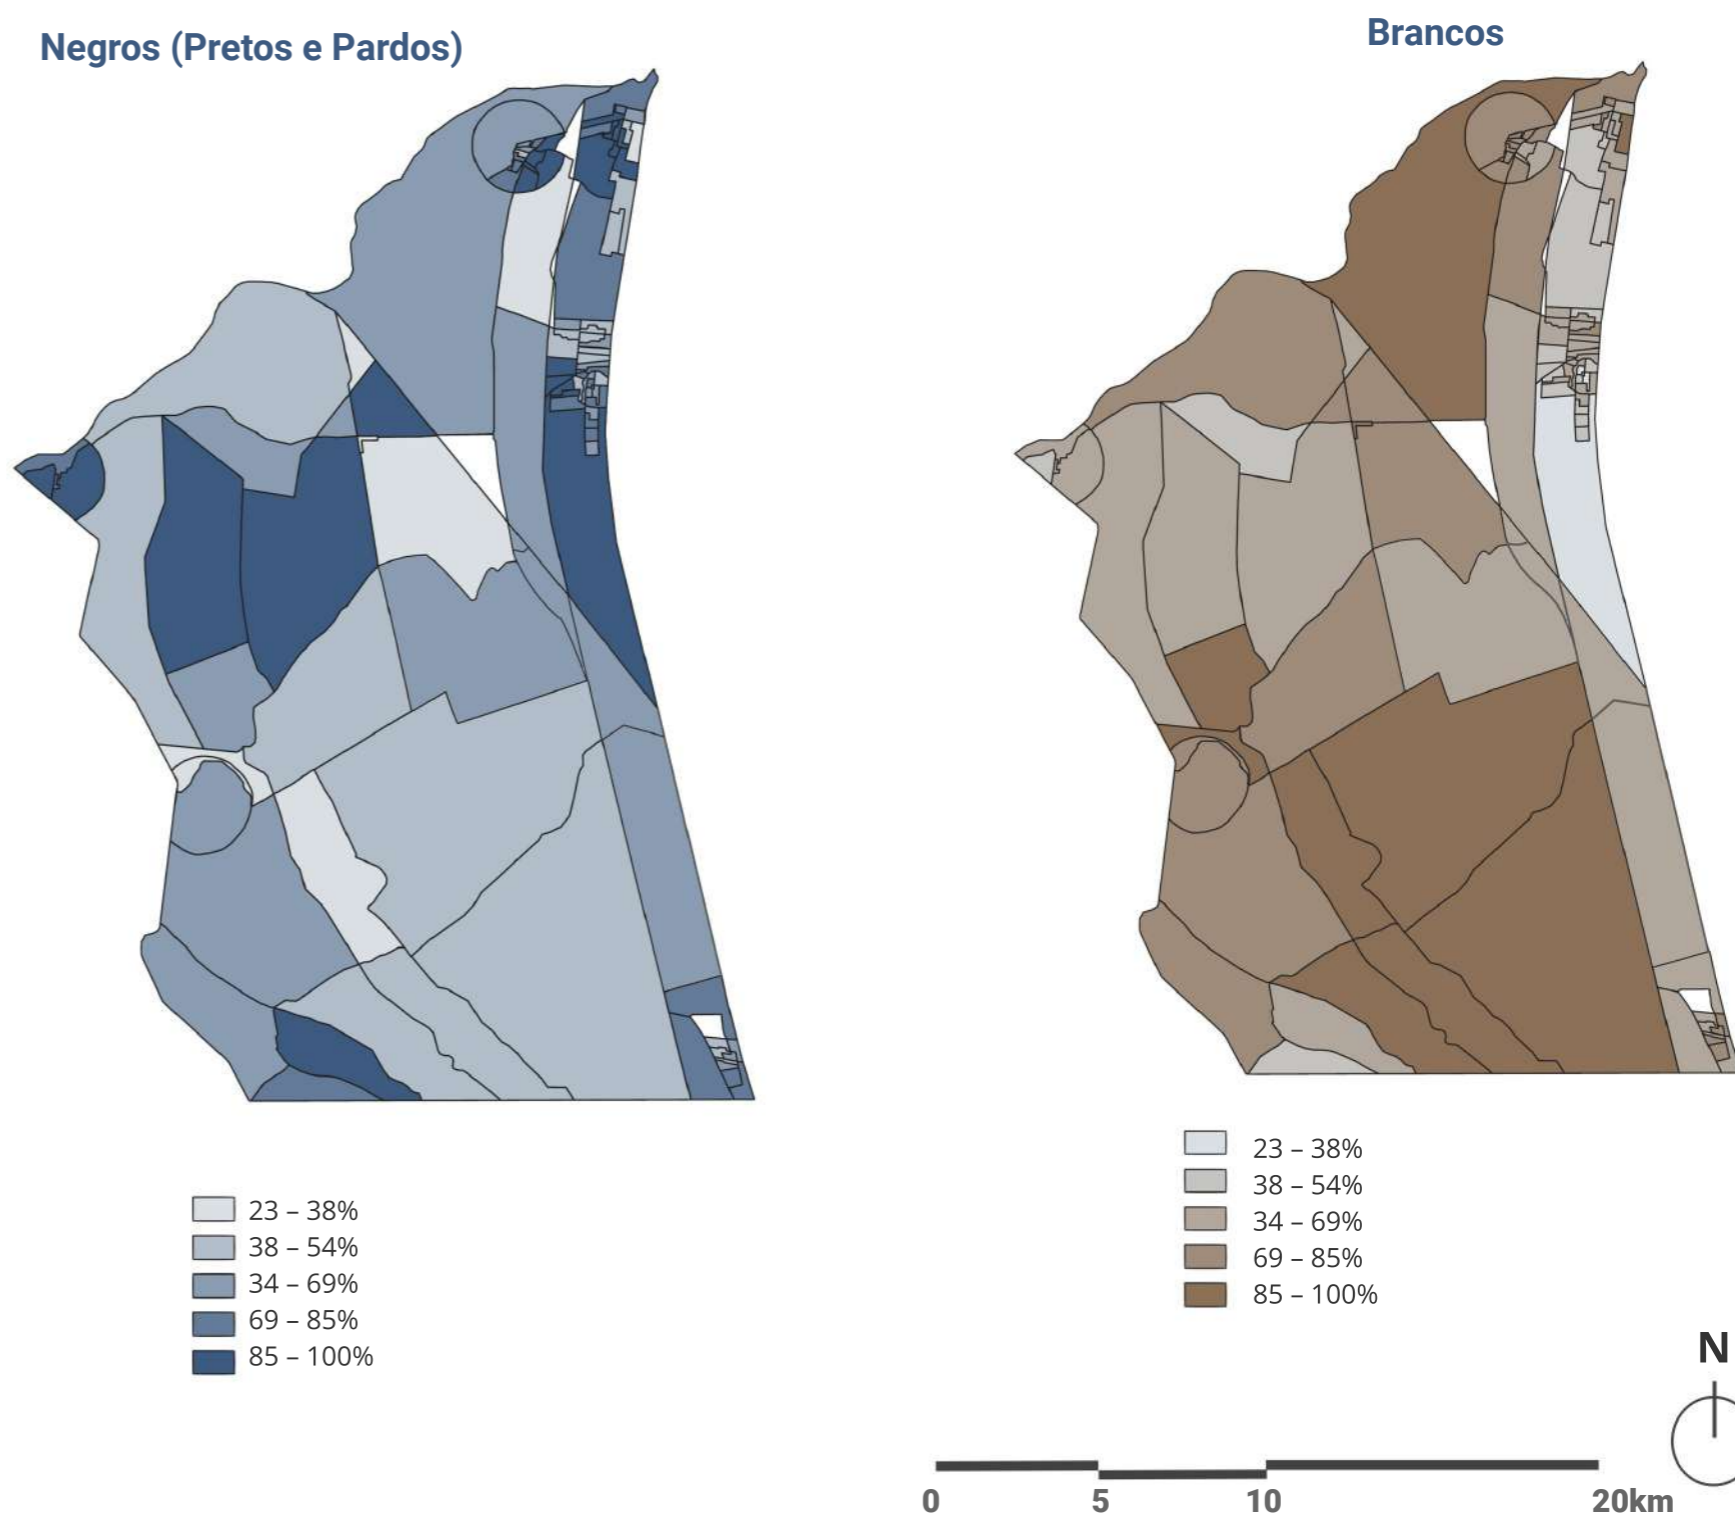 Negros (Pretos e Pardos)
Brancos
23 – 38%
38 – 54%
34 – 69%
69 – 85%
85 – 100%
23 – 38%
38 – 54%
34 – 69%
69 – 85%
85 – 100%
N
0 5 10 20km